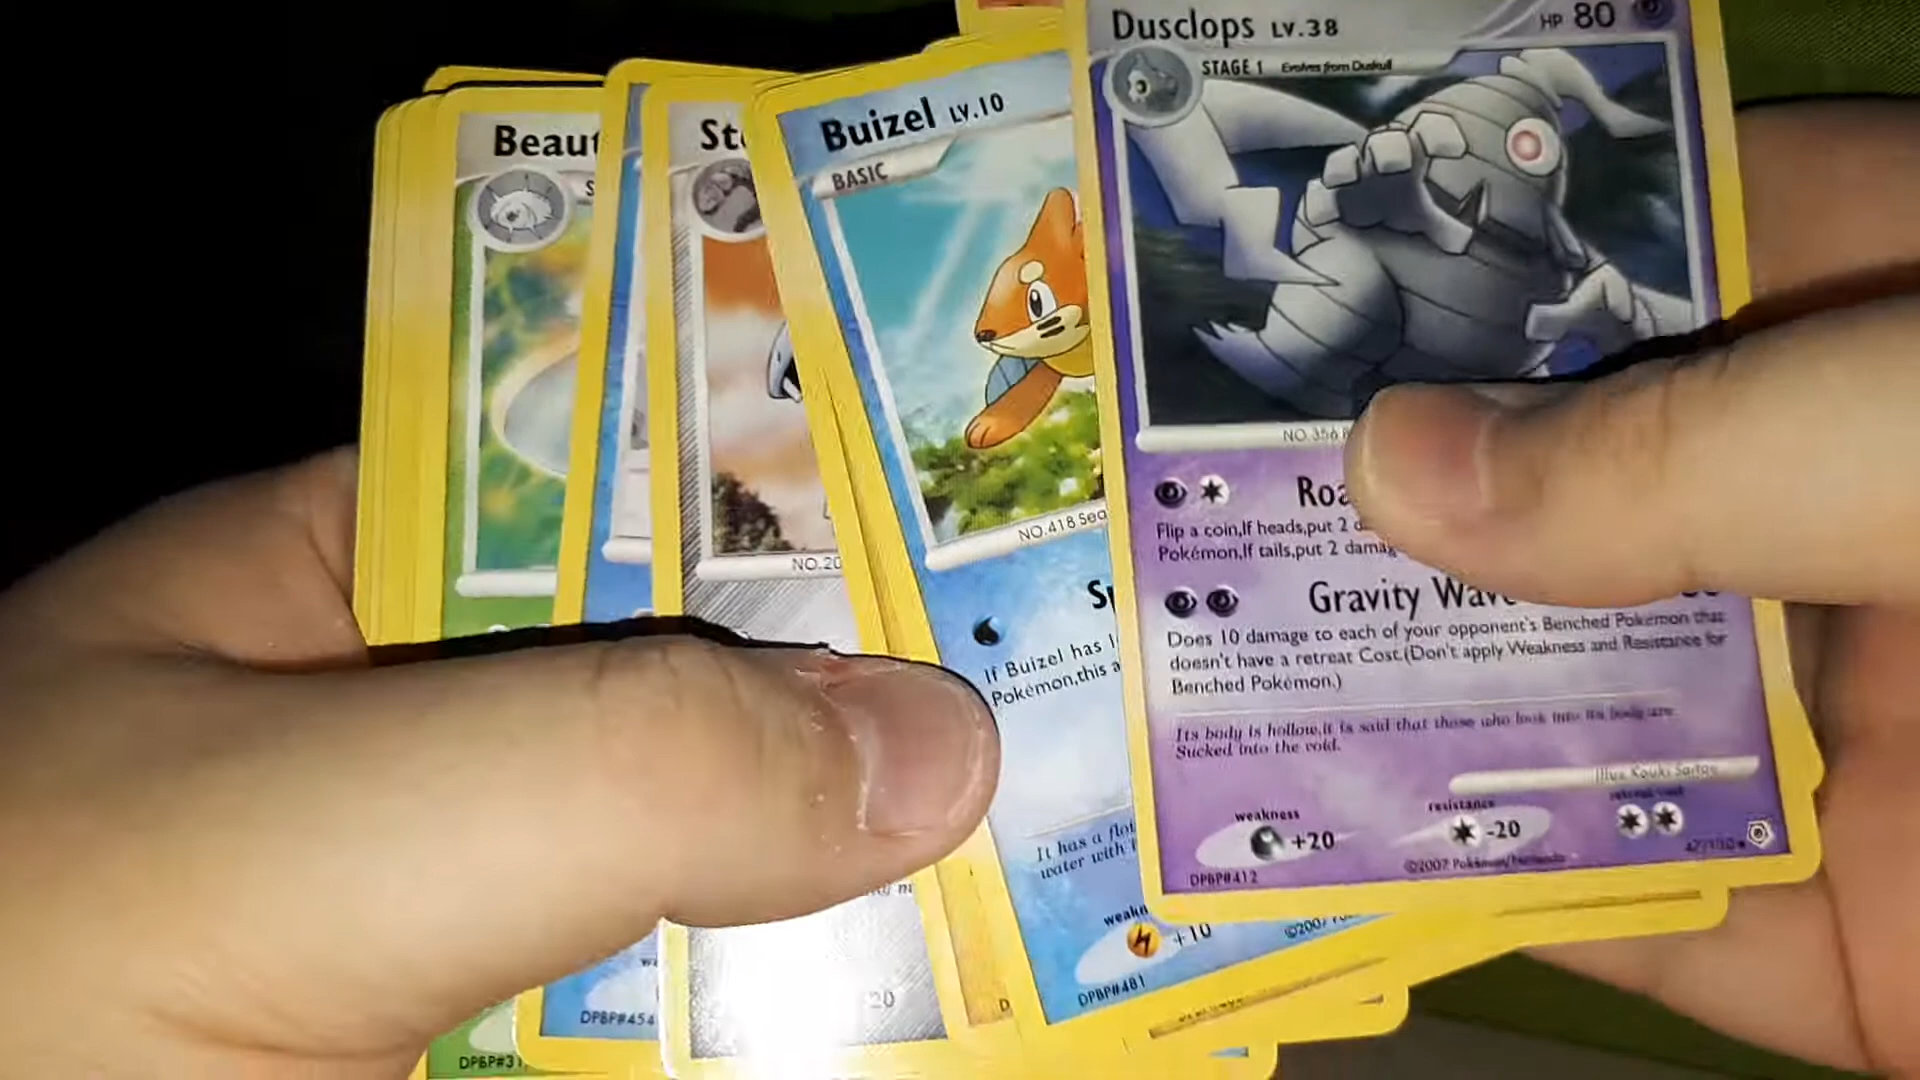 Beaut
DPBP#31
DPBP#454
St
NO.20
20
Buizel LV.10
BASIC
NO.418 Sea
If Buizel has
Pokémon,this a
It has a flot
water with
weakn
+10
©2007
DPBP#481
Dusclops LV.38 HP 80
STAGE 1 Evolves from Duskull
NO.356
Roa
Flip a coin,If heads,put 2 d
Pokémon,If tails,put 2 damag
Gravity Wave
Does 10 damage to each of your opponent's Benched Pokémon that
doesn't have a retreat Cost.(Don't apply Weakness and Resistance for
Benched Pokémon.)
Its body is hollow,it is said that those who look into its body are
Sucked into the void.
Illus. Kouki Saitou
weakness resistance retreat cost
+20 -20
©2007 Pokémon/Nintendo
DPBP#412